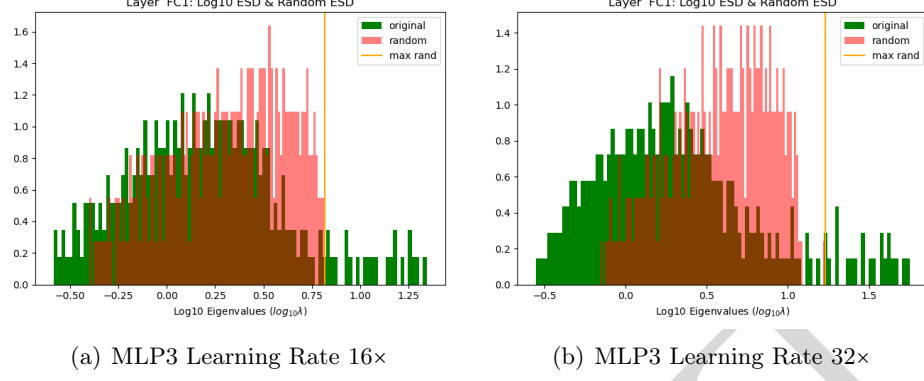 Layer FC1: Log10 ESD & Random ESD
original
random
max rand
1.6
1.4
1.2
1.0
0.8
0.6
0.4
0.2
0.0
−0.50
−0.25
0.00
0.25
0.50
0.75
1.00
1.25
Log10 Eigenvalues (log₁₀λ)
(a) MLP3 Learning Rate 16×
Layer FC1: Log10 ESD & Random ESD
original
random
max rand
1.4
1.2
1.0
0.8
0.6
0.4
0.2
0.0
−0.5
0.0
0.5
1.0
1.5
Log10 Eigenvalues (log₁₀λ)
(b) MLP3 Learning Rate 32×